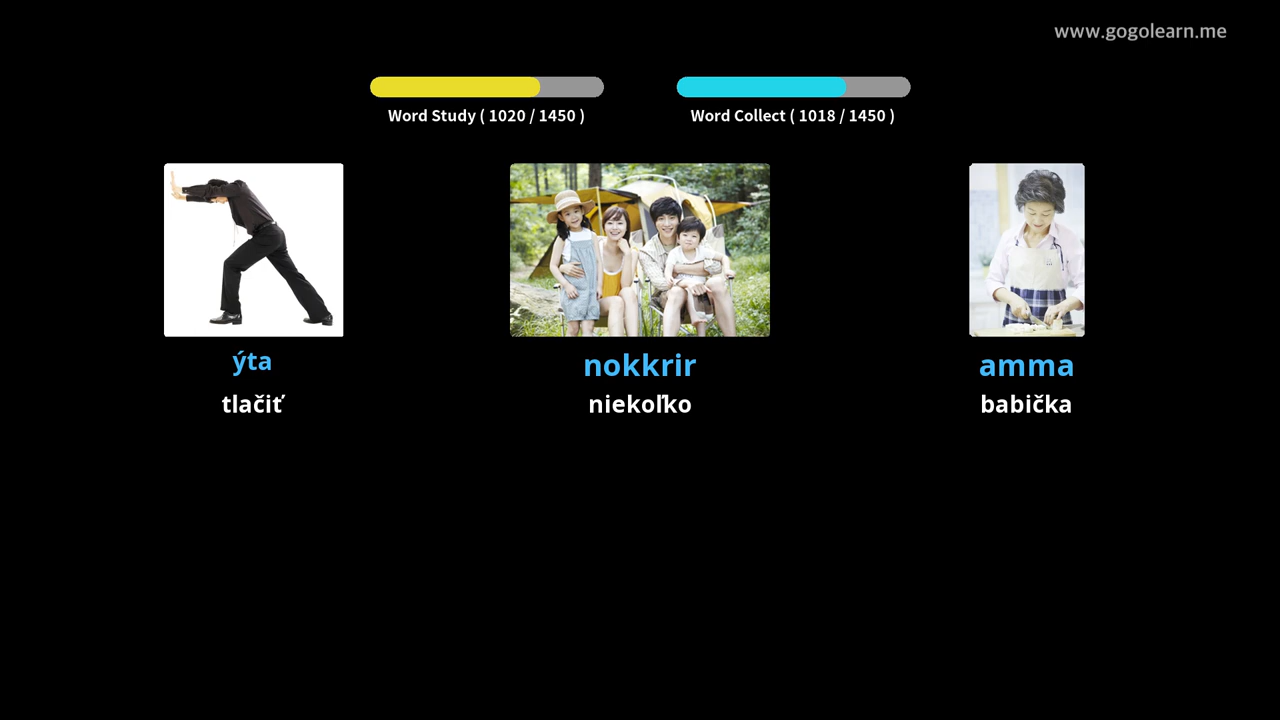 www.gogolearn.me
Word Study ( 1020 / 1450 )
Word Collect ( 1018 / 1450 )
ýta
nokkrir
amma
tlačiť
niekoľko
babička